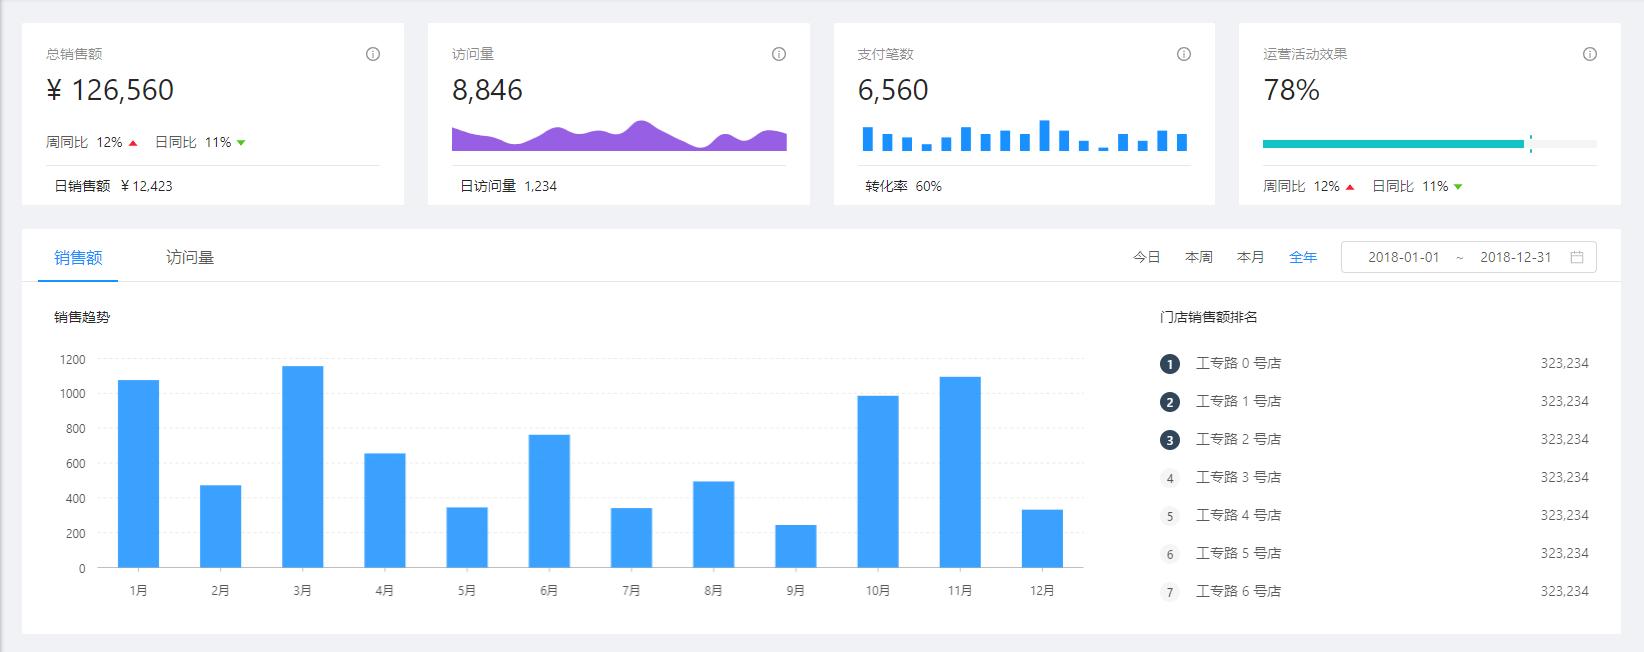 总销售额
¥ 126,560
周同比 12% 日同比 11%
日销售额 ¥ 12,423
访问量
8,846
日访问量 1,234
支付笔数
6,560
转化率 60%
运营活动效果
78%
周同比 12% 日同比 11%
销售额 访问量 今日 本周 本月 全年 2018-01-01 ~ 2018-12-31
销售趋势
1200
1000
800
600
400
200
0
1月 2月 3月 4月 5月 6月 7月 8月 9月 10月 11月 12月
门店销售额排名
1 工专路 0 号店 323,234
2 工专路 1 号店 323,234
3 工专路 2 号店 323,234
4 工专路 3 号店 323,234
5 工专路 4 号店 323,234
6 工专路 5 号店 323,234
7 工专路 6 号店 323,234